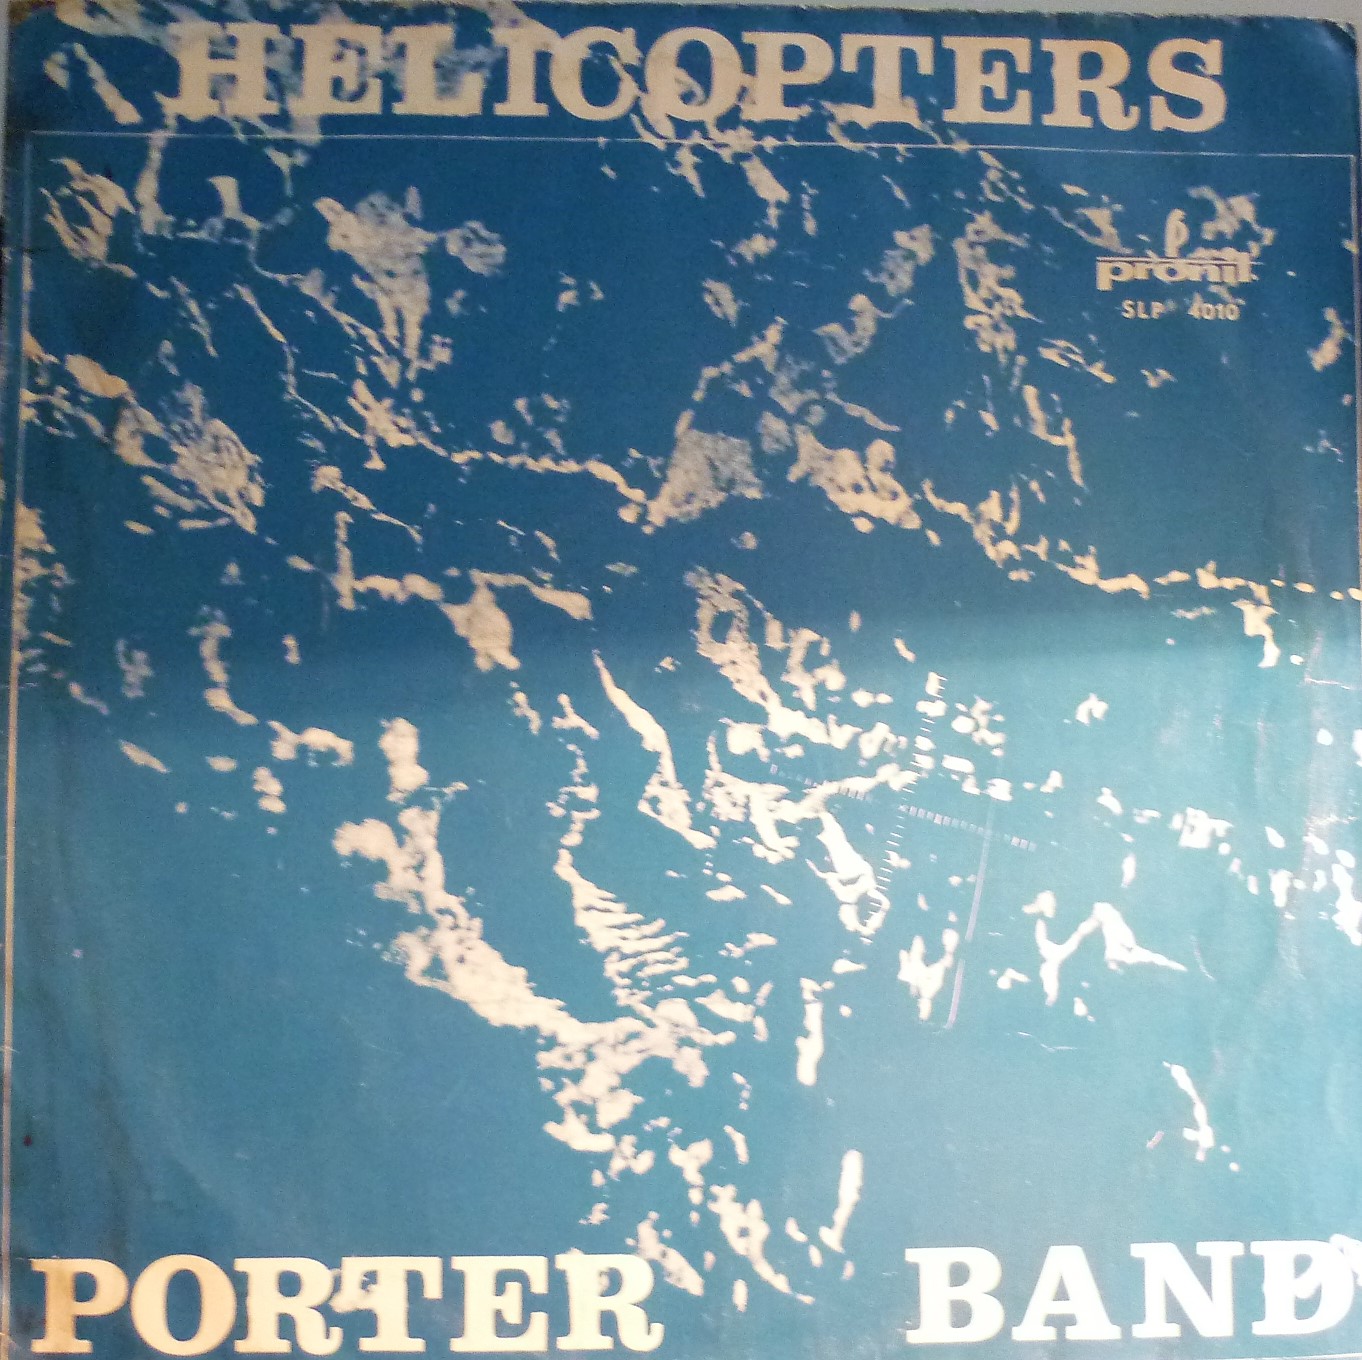 HELICOPTERS
pronit
SLP 4010
PORTER BAND